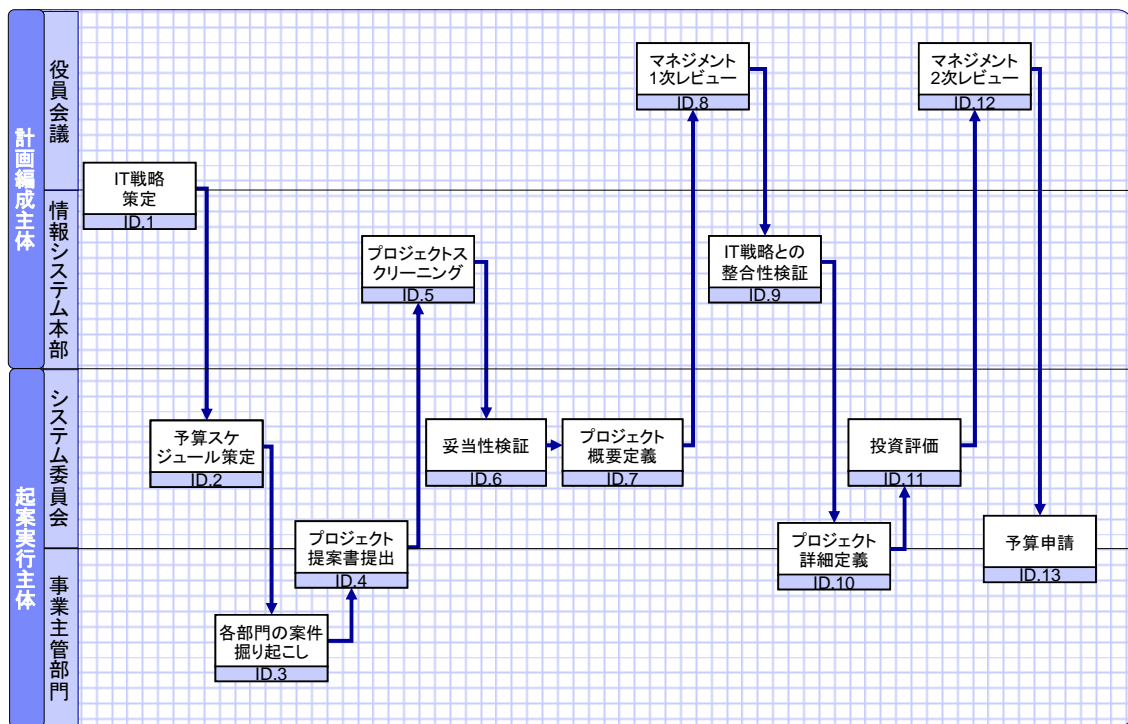 計画編成主体
起案実行主体
役員会議
情報システム本部
システム委員会
事業主管部門
IT戦略
策定
ID.1
予算スケ
ジュール策定
ID.2
各部門の案件
掘り起こし
ID.3
プロジェクト
提案書提出
ID.4
プロジェクトス
クリーニング
ID.5
妥当性検証
ID.6
プロジェクト
概要定義
ID.7
マネジメント
1次レビュー
ID.8
IT戦略との
整合性検証
ID.9
プロジェクト
詳細定義
ID.10
投資評価
ID.11
マネジメント
2次レビュー
ID.12
予算申請
ID.13